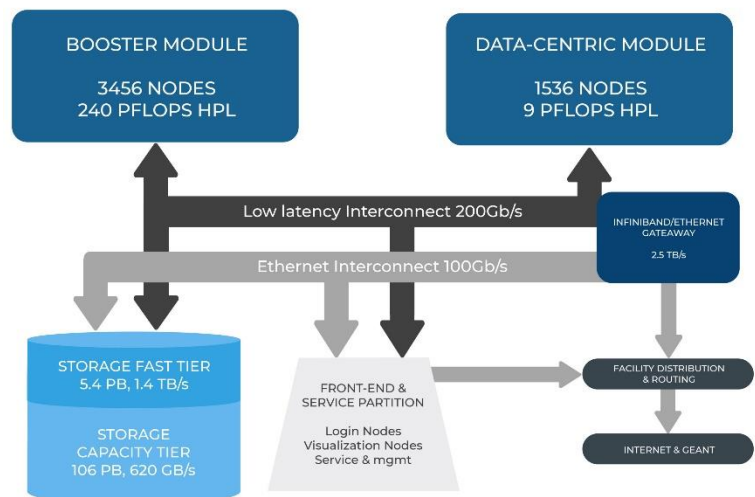 BOOSTER MODULE
3456 NODES
240 PFLOPS HPL
DATA-CENTRIC MODULE
1536 NODES
9 PFLOPS HPL
Low latency Interconnect 200Gb/s
INFINIBAND/ETHERNET
GATEAWAY
2.5 TB/s
Ethernet Interconnect 100Gb/s
STORAGE FAST TIER
5.4 PB, 1.4 TB/s
STORAGE
CAPACITY TIER
106 PB, 620 GB/s
FRONT-END &
SERVICE PARTITION
Login Nodes
Visualization Nodes
Service & mgmt
FACILITY DISTRIBUTION
& ROUTING
INTERNET & GEANT